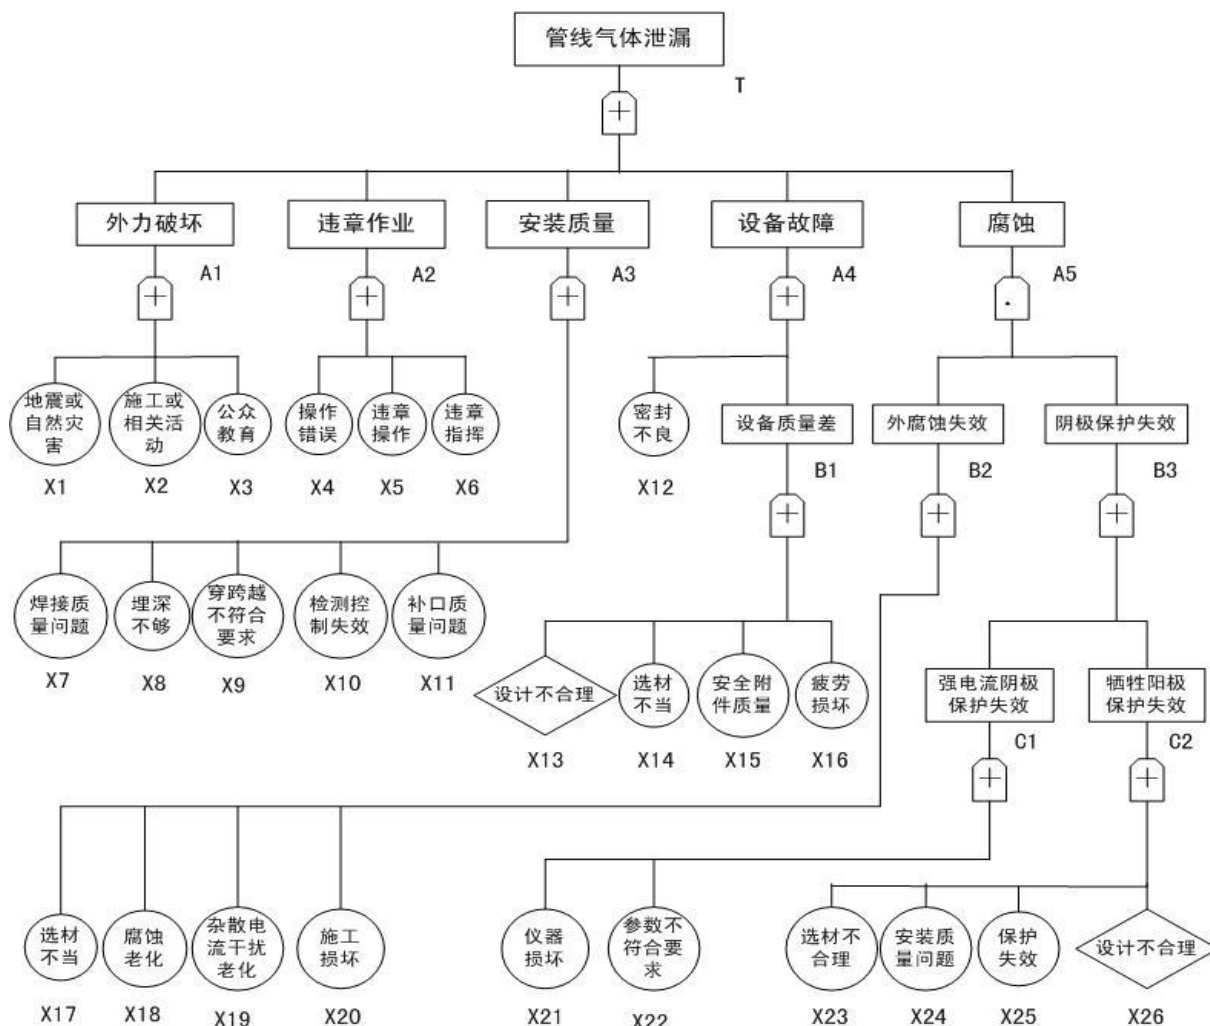 管线气体泄漏
T
外力破坏
违章作业
安装质量
设备故障
腐蚀
A1
A2
A3
A4
A5
地震或
自然灾
害
施工或
相关活
动
公众
教育
操作
错误
违章
操作
违章
指挥
密封
不良
设备质量差
外腐蚀失效
阴极保护失效
X1
X2
X3
X4
X5
X6
X12
B1
B2
B3
焊接质
量问题
埋深
不够
穿跨越
不符合
要求
检测控
制失效
补口质
量问题
X7
X8
X9
X10
X11
设计不合理
选材
不当
安全附
件质量
疲劳
损坏
强电流阴极
保护失效
牺牲阳极
保护失效
X13
X14
X15
X16
C1
C2
选材
不当
腐蚀
老化
杂散电
流干扰
老化
施工
损坏
仪器
损坏
参数不
符合要
求
选材不
合理
安装质
量问题
保护
失效
设计不合理
X17
X18
X19
X20
X21
X22
X23
X24
X25
X26